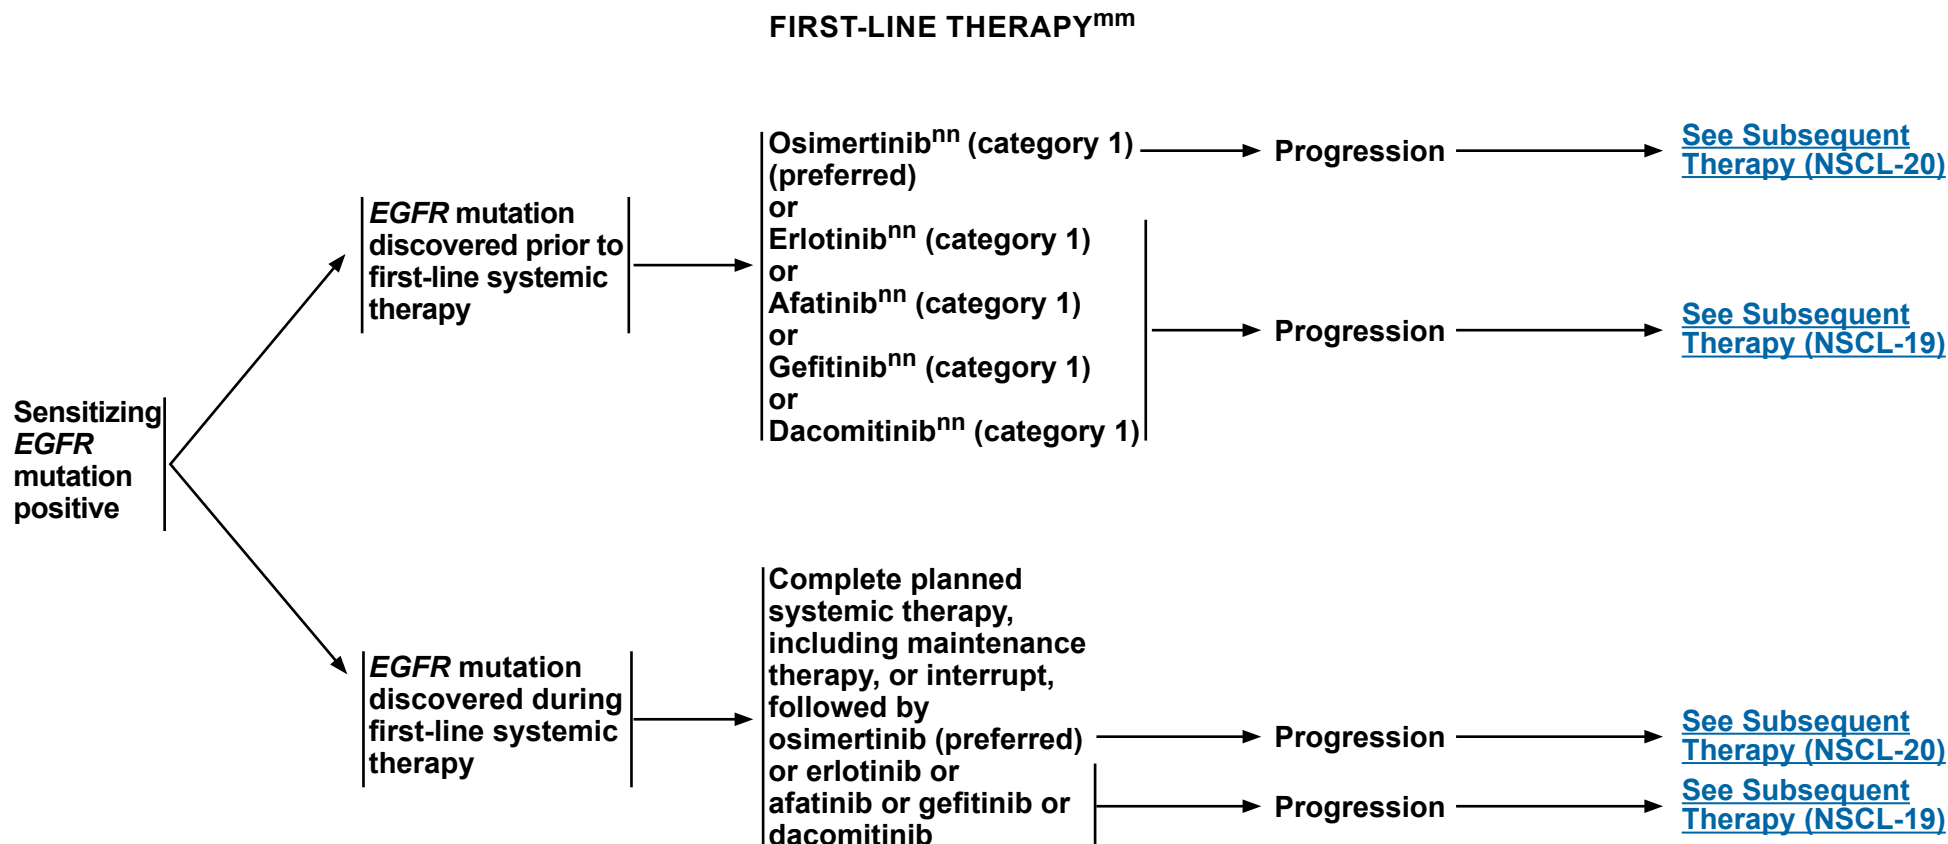 FIRST-LINE THERAPYmm
Sensitizing
EGFR
mutation
positive
EGFR mutation
discovered prior to
first-line systemic
therapy
Osimertinibnn (category 1)
(preferred)
or
Erlotinibnn (category 1)
or
Afatinibnn (category 1)
or
Gefitinibnn (category 1)
or
Dacomitinibnn (category 1)
Progression
See Subsequent
Therapy (NSCL-20)
Progression
See Subsequent
Therapy (NSCL-19)
EGFR mutation
discovered during
first-line systemic
therapy
Complete planned
systemic therapy,
including maintenance
therapy, or interrupt,
followed by
osimertinib (preferred)
or erlotinib or
afatinib or gefitinib or
dacomitinib
Progression
See Subsequent
Therapy (NSCL-20)
Progression
See Subsequent
Therapy (NSCL-19)